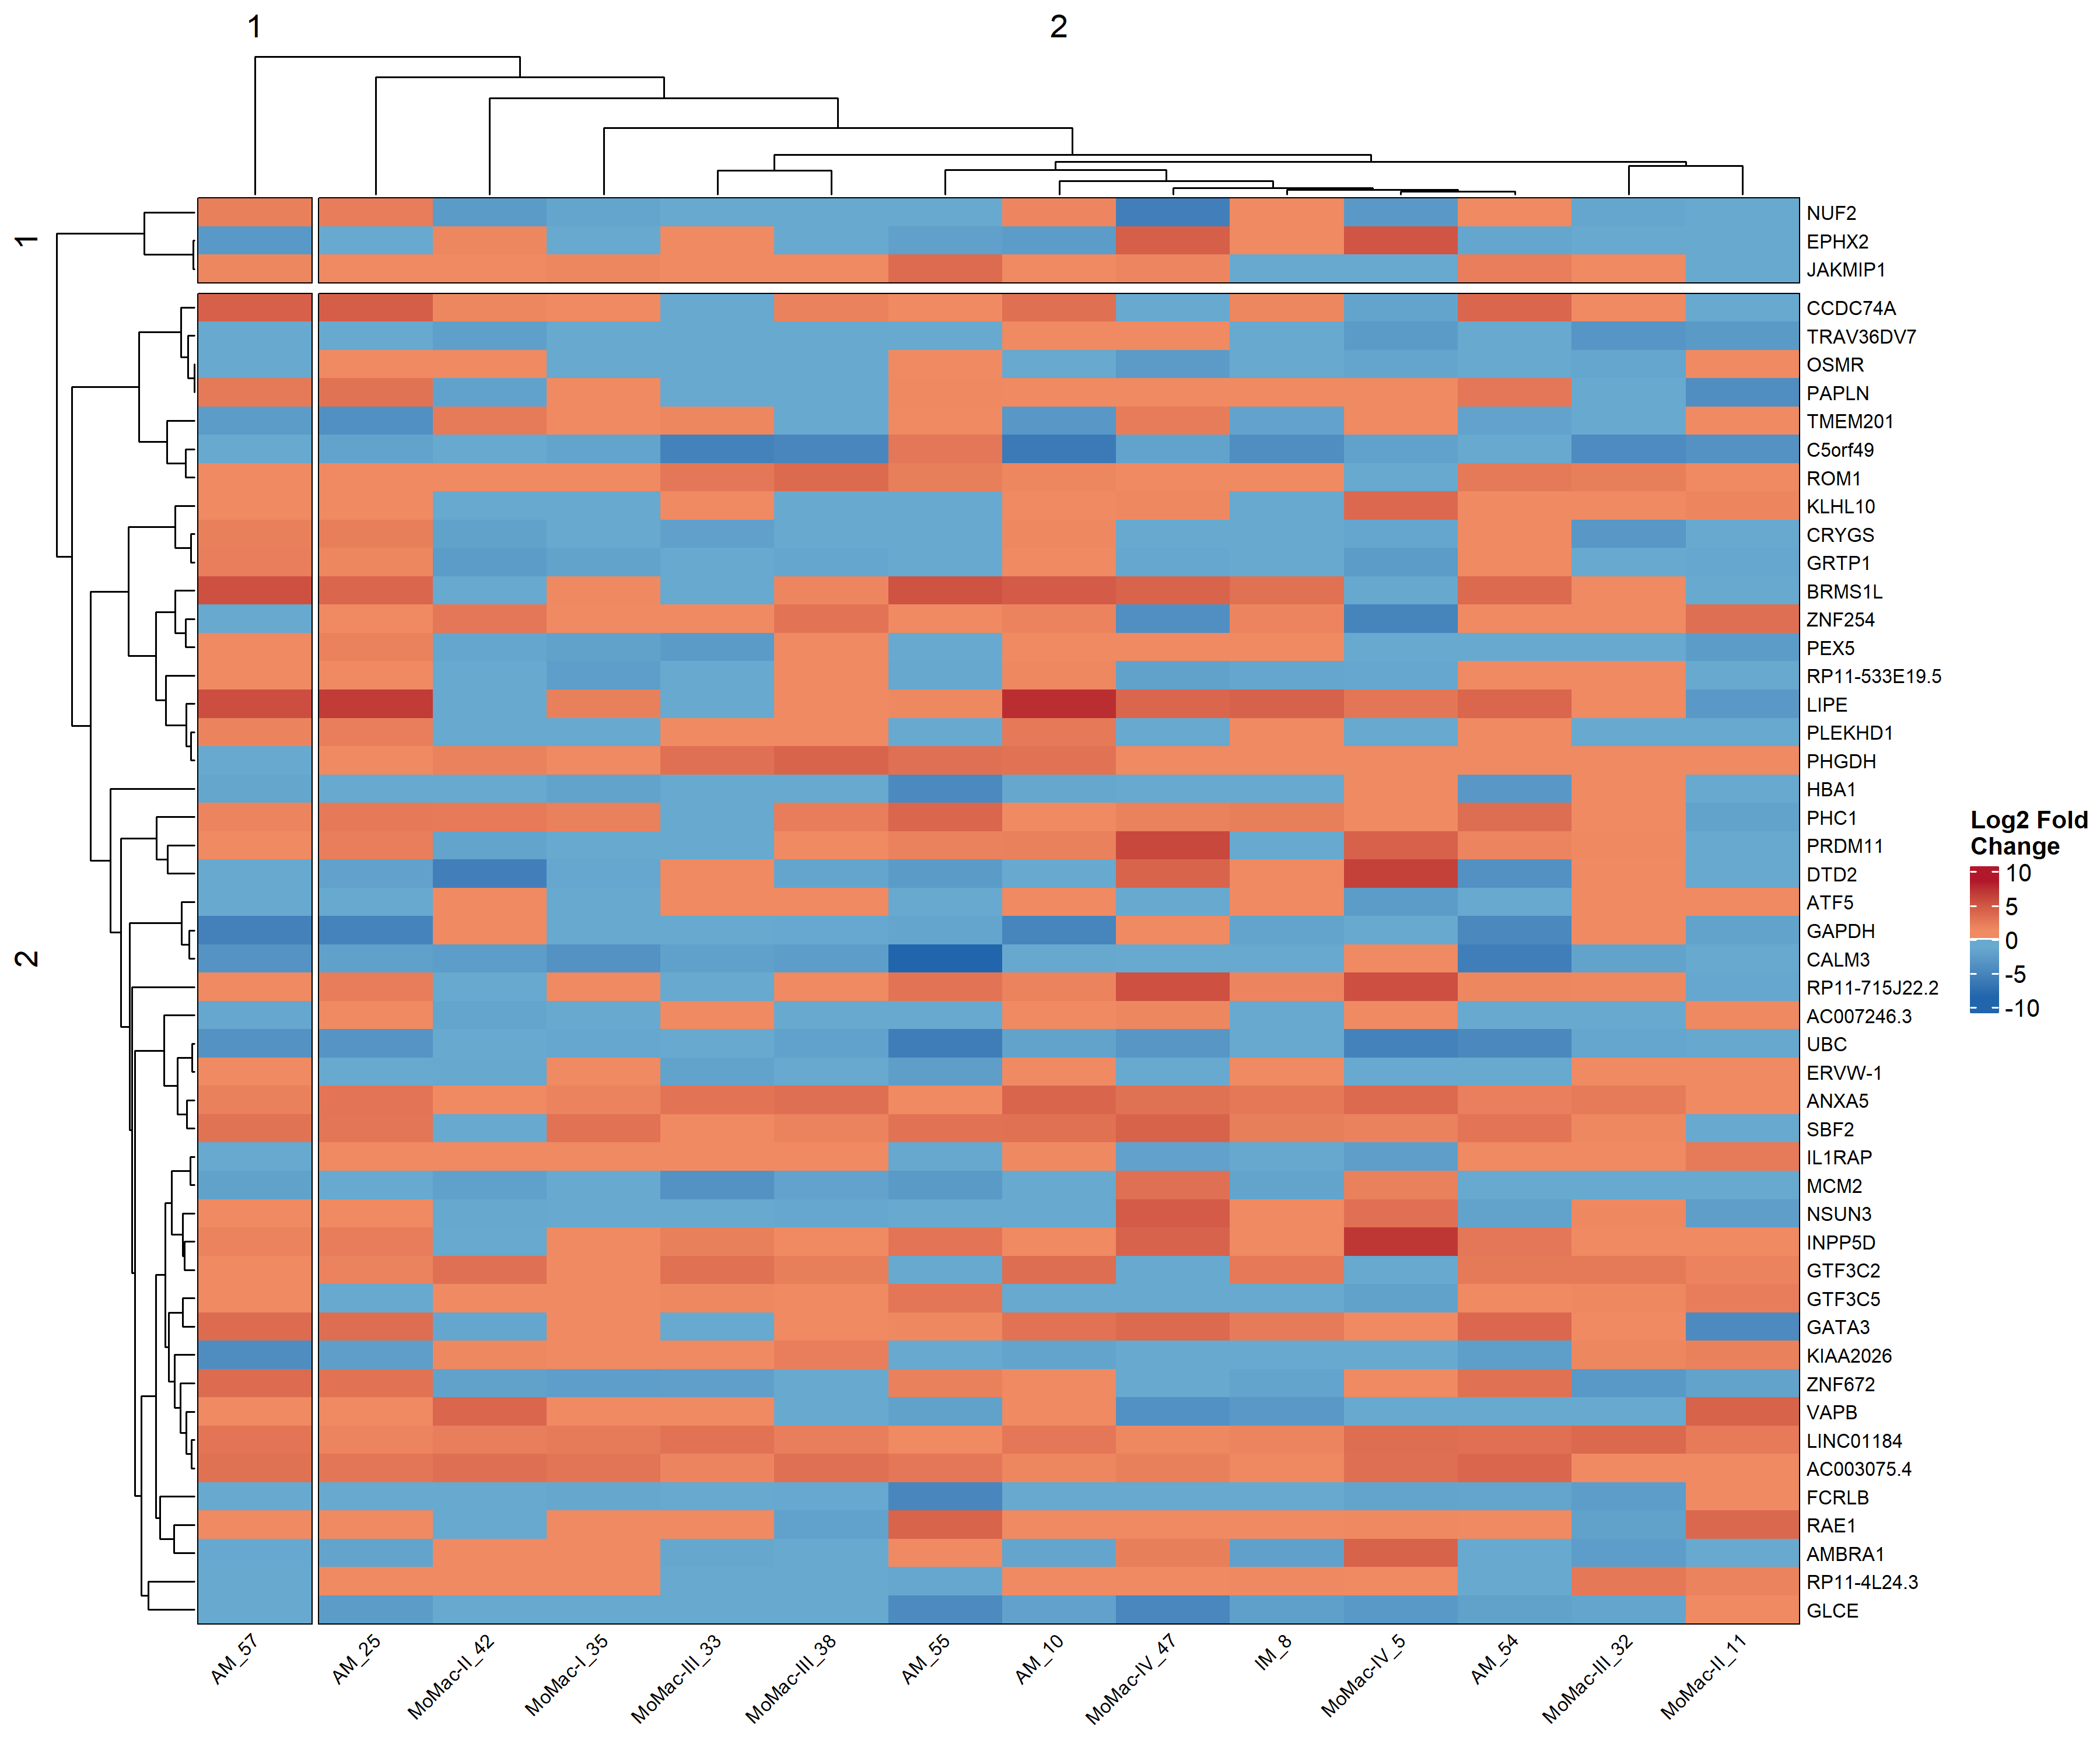 1
2
1
2
NUF2
EPHX2
JAKMIP1
CCDC74A
TRAV36DV7
OSMR
PAPLN
TMEM201
C5orf49
ROM1
KLHL10
CRYGS
GRTP1
BRMS1L
ZNF254
PEX5
RP11-533E19.5
LIPE
PLEKHD1
PHGDH
HBA1
PHC1
PRDM11
DTD2
ATF5
GAPDH
CALM3
RP11-715J22.2
AC007246.3
UBC
ERVW-1
ANXA5
SBF2
IL1RAP
MCM2
NSUN3
INPP5D
GTF3C2
GTF3C5
GATA3
KIAA2026
ZNF672
VAPB
LINC01184
AC003075.4
FCRLB
RAE1
AMBRA1
RP11-4L24.3
GLCE
Log2 Fold
Change
10
5
0
-5
-10
AM_57
AM_25
MoMac-II_42
MoMac-I_35
MoMac-III_33
MoMac-III_38
AM_55
AM_10
MoMac-IV_47
IM_8
MoMac-IV_5
AM_54
MoMac-III_32
MoMac-II_11